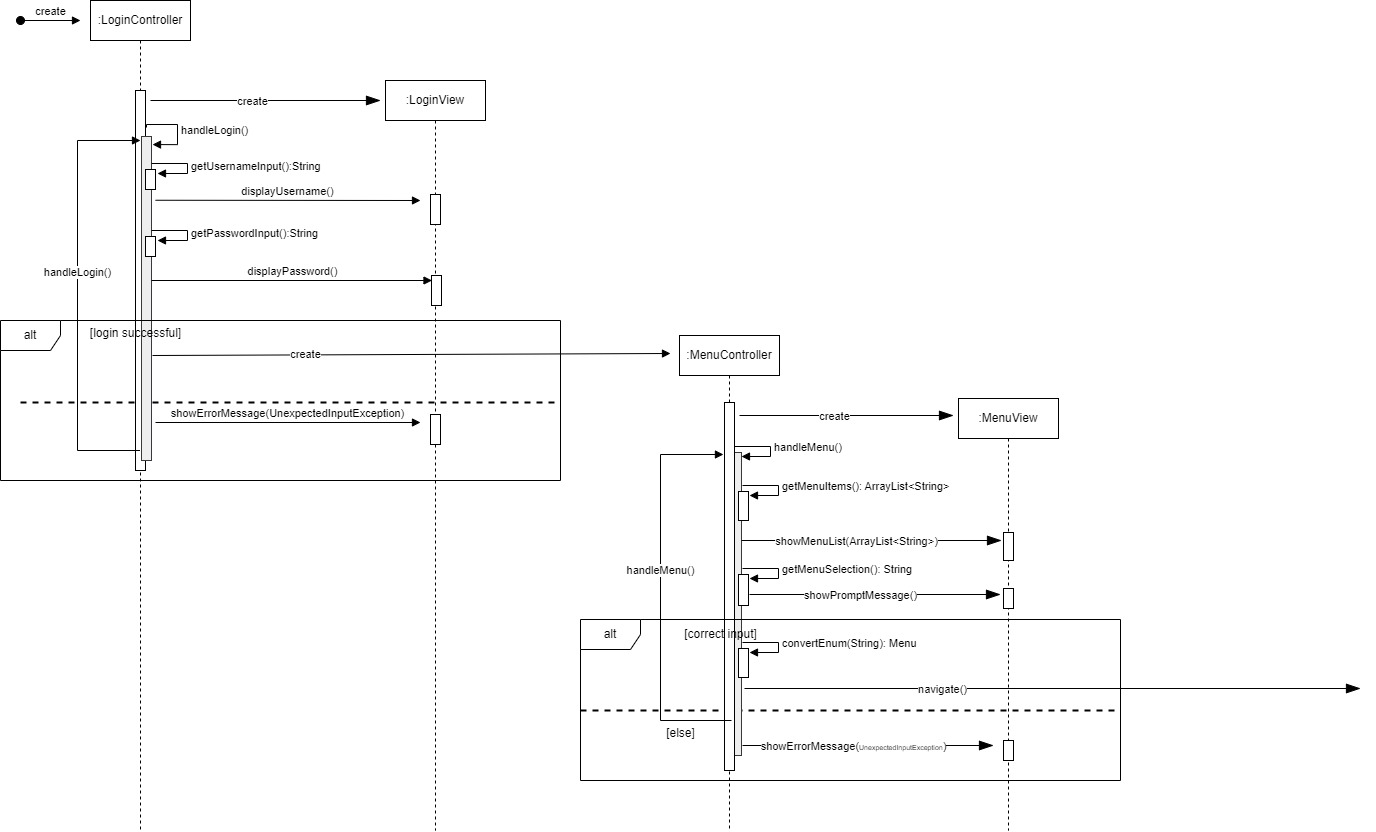 create
:LoginController
:LoginView
create
handleLogin()
getUsernameInput():String
displayUsername()
getPasswordInput():String
handleLogin()
displayPassword()
alt
[login successful]
create
:MenuController
showErrorMessage(UnexpectedInputException)
create
:MenuView
handleMenu()
getMenuItems(): ArrayList<String>
showMenuList(ArrayList<String>)
handleMenu()
getMenuSelection(): String
showPromptMessage()
alt
[correct input]
convertEnum(String): Menu
navigate()
[else]
showErrorMessage(UnexpectedInputException)